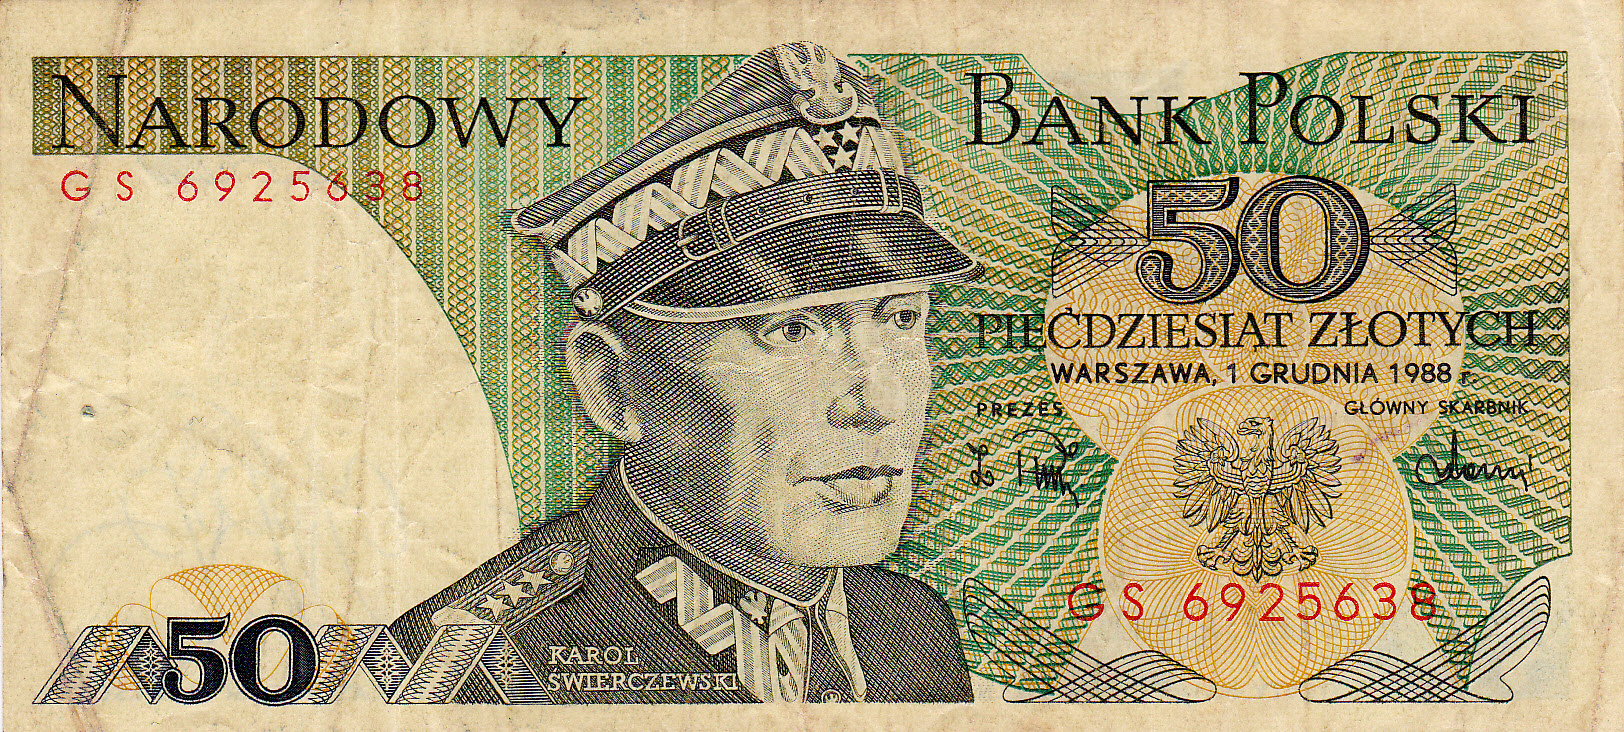 NARODOWY BANK POLSKI
GS 6925638
50
PIĘĆDZIESIĄT ZŁOTYCH
WARSZAWA, 1 GRUDNIA 1988 r.
PREZES GŁÓWNY SKARBNIK
GS 6925638
50
KAROL
ŚWIERCZEWSKI